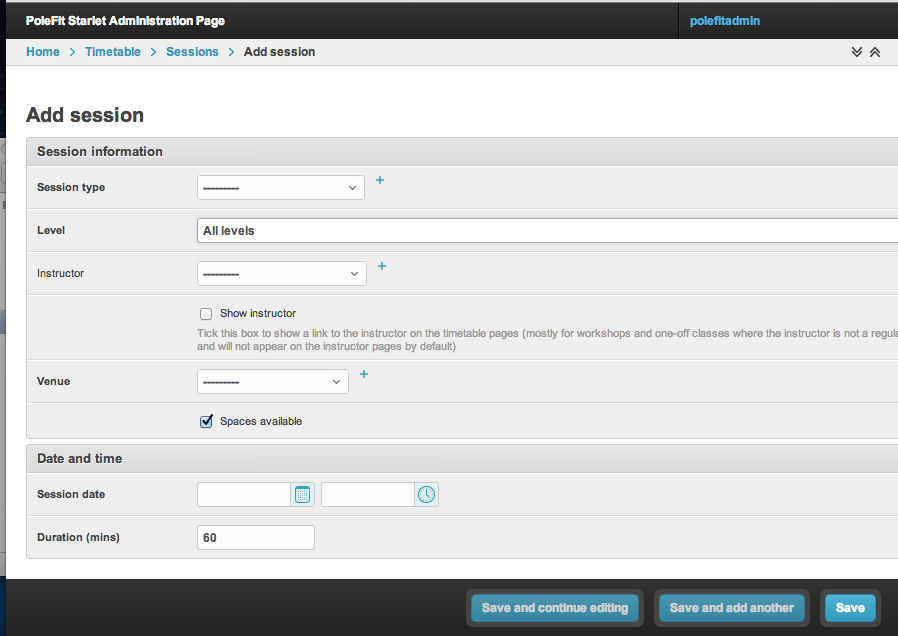 PoleFit Starlet Administration Page
polefitadmin
Home > Timetable > Sessions > Add session
Add session
Session information
Session type
---------
+
Level
All levels
Instructor
---------
+
Show instructor
Tick this box to show a link to the instructor on the timetable pages (mostly for workshops and one-off classes where the instructor is not a
and will not appear on the instructor pages by default)
Venue
---------
+
Spaces available
Date and time
Session date
Duration (mins)
60
Save and continue editing
Save and add another
Save